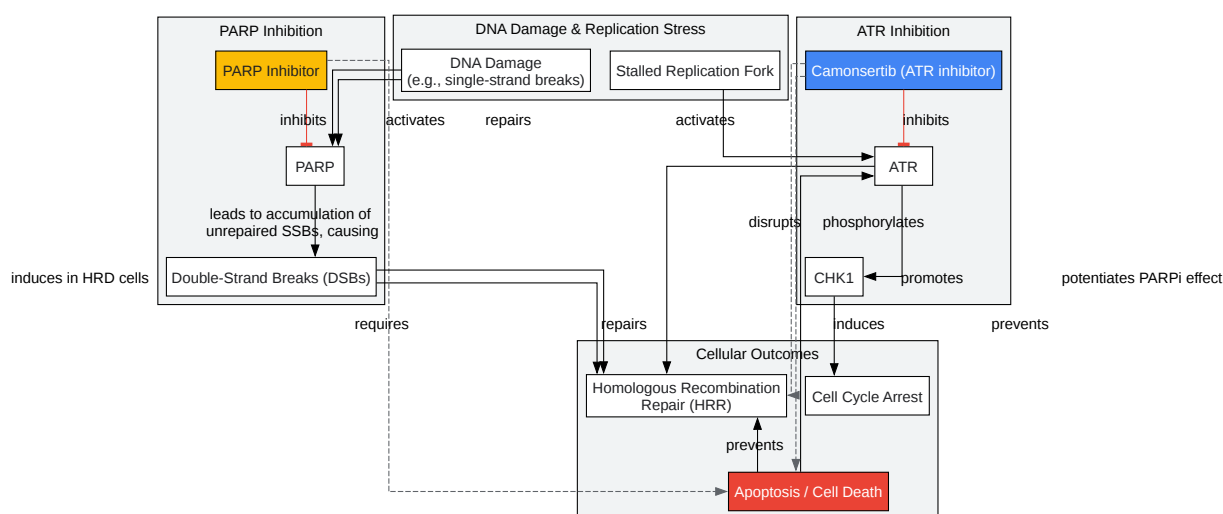 PARP Inhibition
DNA Damage & Replication Stress
ATR Inhibition
PARP Inhibitor
DNA Damage
(e.g., single-strand breaks)
Stalled Replication Fork
Camonsertib (ATR inhibitor)
inhibits
activates
repairs
activates
inhibits
PARP
ATR
leads to accumulation of
unrepaired SSBs, causing
disrupts
phosphorylates
induces in HRD cells
Double-Strand Breaks (DSBs)
CHK1
promotes
potentiates PARPi effect
requires
repairs
induces
prevents
Cellular Outcomes
Homologous Recombination
Repair (HRR)
Cell Cycle Arrest
prevents
Apoptosis / Cell Death